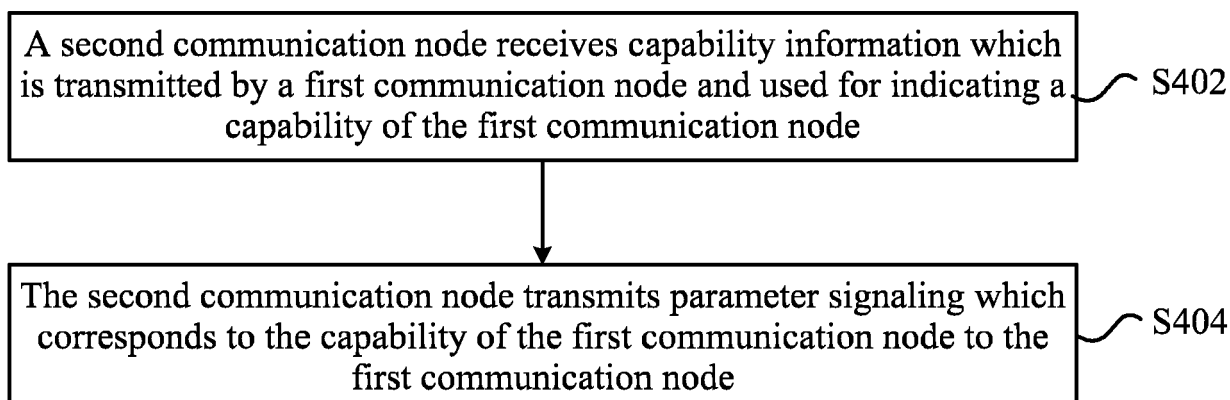 A second communication node receives capability information which
is transmitted by a first communication node and used for indicating a
capability of the first communication node
S402
The second communication node transmits parameter signaling which
corresponds to the capability of the first communication node to the
first communication node
S404